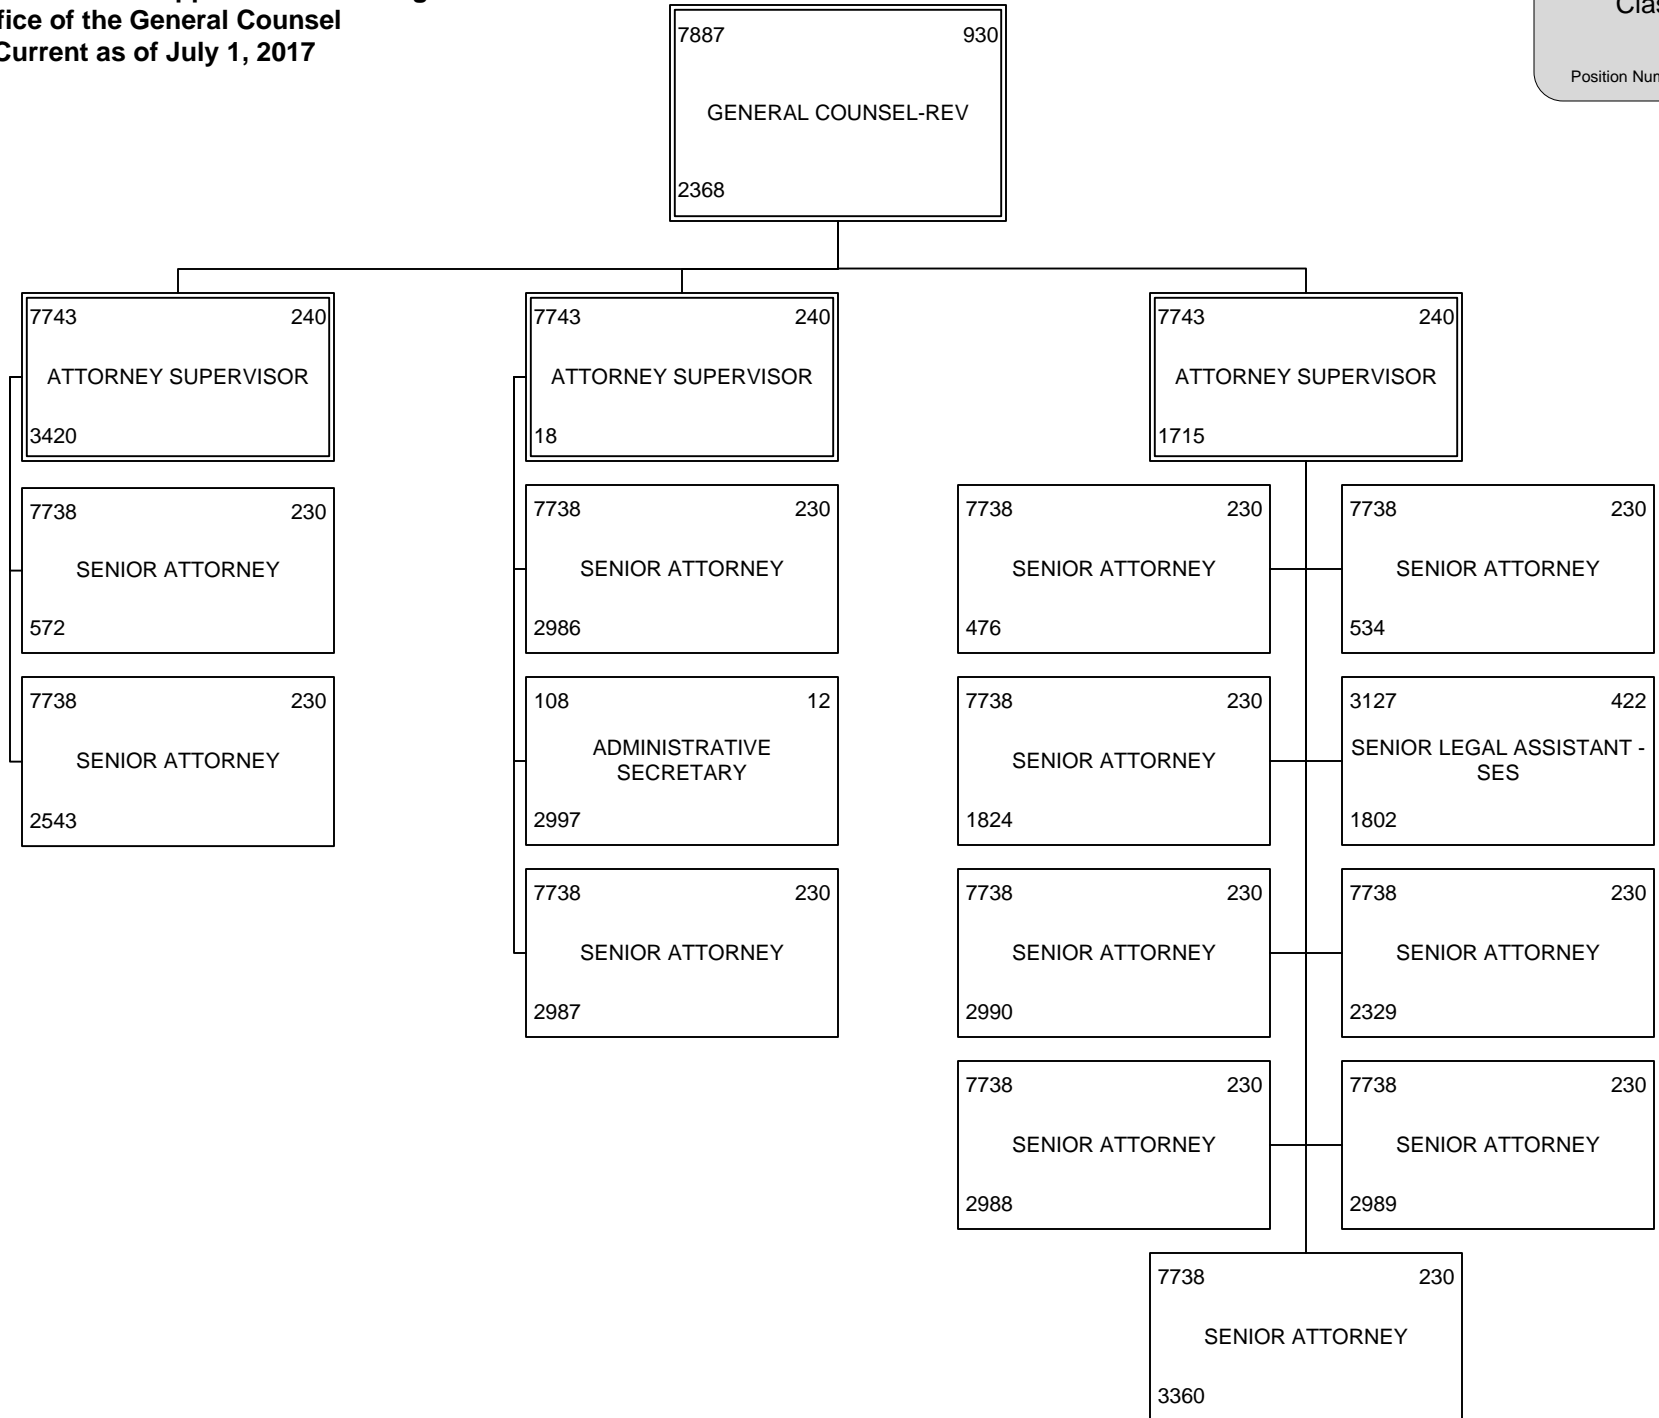 of the General Counsel
Current as of July 1, 2017
Position
7887 930
GENERAL COUNSEL-REV
2368
7743 240
ATTORNEY SUPERVISOR
3420
7743 240
ATTORNEY SUPERVISOR
18
7743 240
ATTORNEY SUPERVISOR
1715
7738 230
SENIOR ATTORNEY
572
7738 230
SENIOR ATTORNEY
2543
7738 230
SENIOR ATTORNEY
2986
108 12
ADMINISTRATIVE
SECRETARY
2997
7738 230
SENIOR ATTORNEY
2987
7738 230
SENIOR ATTORNEY
476
7738 230
SENIOR ATTORNEY
534
7738 230
SENIOR ATTORNEY
1824
3127 422
SENIOR LEGAL ASSISTANT -
SES
1802
7738 230
SENIOR ATTORNEY
2990
7738 230
SENIOR ATTORNEY
2329
7738 230
SENIOR ATTORNEY
2988
7738 230
SENIOR ATTORNEY
2989
7738 230
SENIOR ATTORNEY
3360